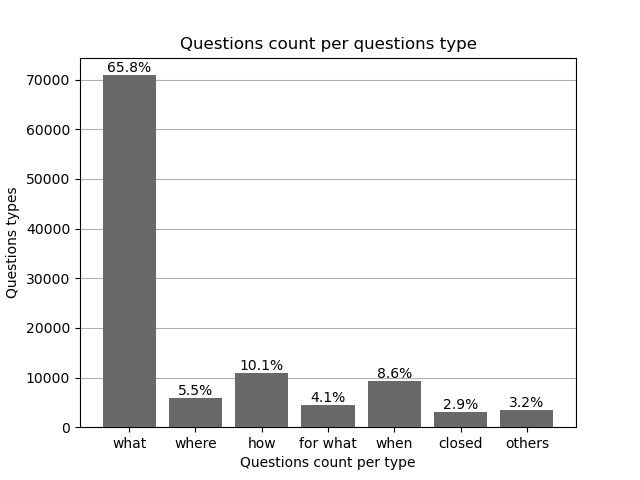 Questions count per questions type
Questions types
70000
60000
50000
40000
30000
20000
10000
0
65.8%
5.5%
10.1%
4.1%
8.6%
2.9%
3.2%
what
where
how
for what
when
closed
others
Questions count per type